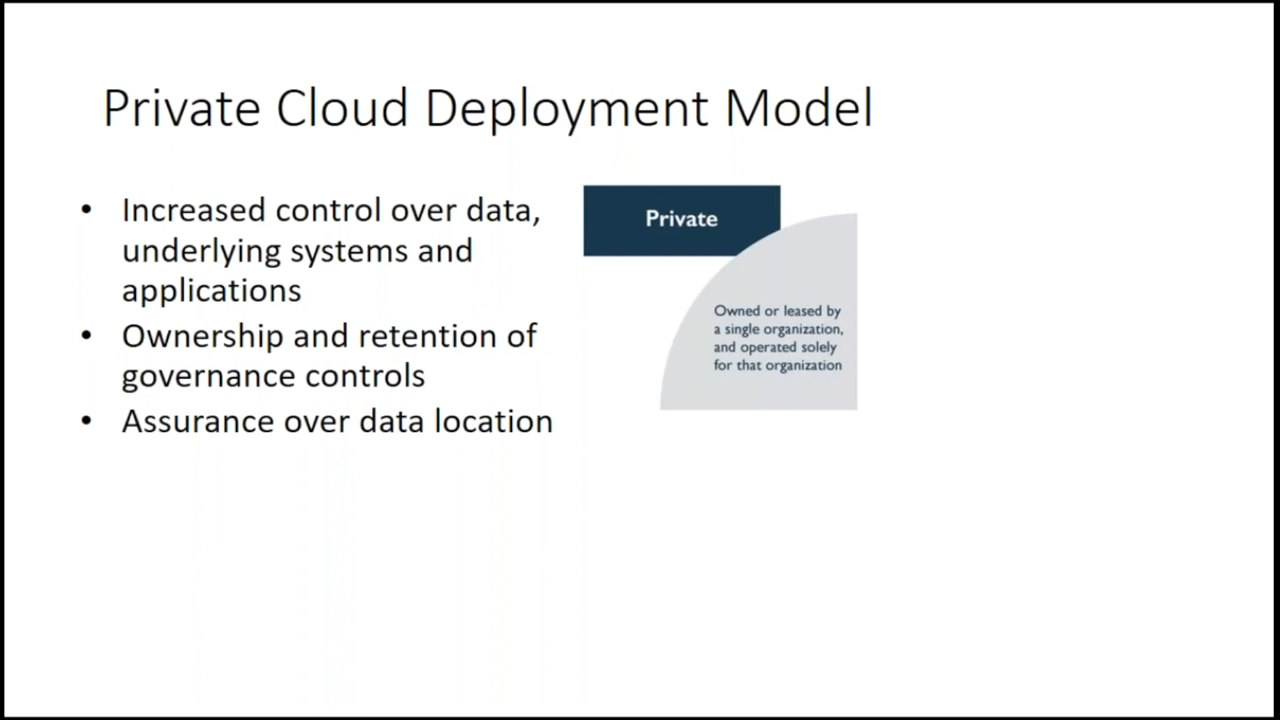 Private Cloud Deployment Model
• Increased control over data,
underlying systems and
applications
• Ownership and retention of
governance controls
• Assurance over data location
Private
Owned or leased by
a single organization,
and operated solely
for that organization